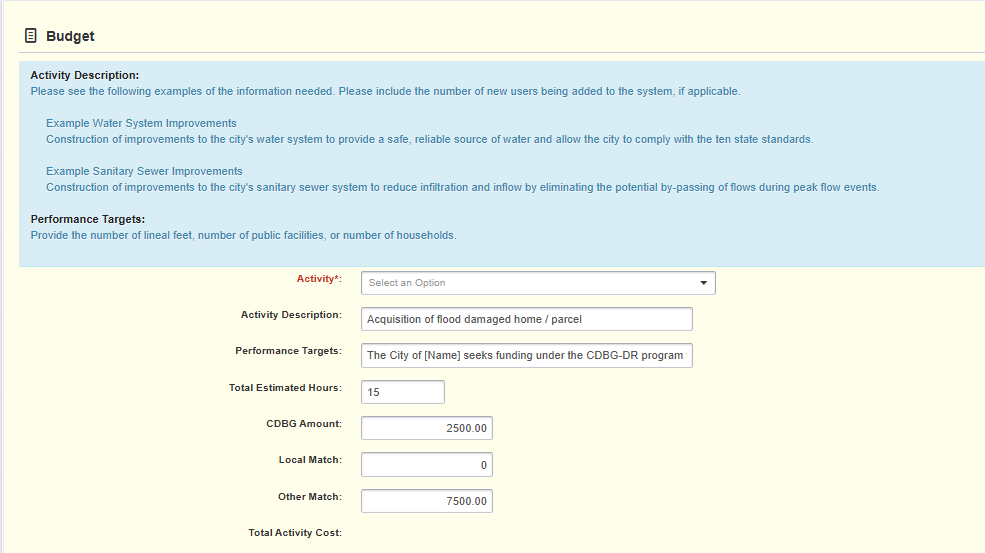 Budget
Activity Description:
Please see the following examples of the information needed. Please include the number of new users being added to the system, if applicable.
Example Water System Improvements
Construction of improvements to the city's water system to provide a safe, reliable source of water and allow the city to comply with the ten state standards.
Example Sanitary Sewer Improvements
Construction of improvements to the city's sanitary sewer system to reduce infiltration and inflow by eliminating the potential by-passing of flows during peak flow events.
Performance Targets:
Provide the number of lineal feet, number of public facilities, or number of households.
Activity*: Select an Option
Activity Description: Acquisition of flood damaged home / parcel
Performance Targets: The City of [Name] seeks funding under the CDBG-DR program
Total Estimated Hours: 15
CDBG Amount: 2500.00
Local Match: 0
Other Match: 7500.00
Total Activity Cost: